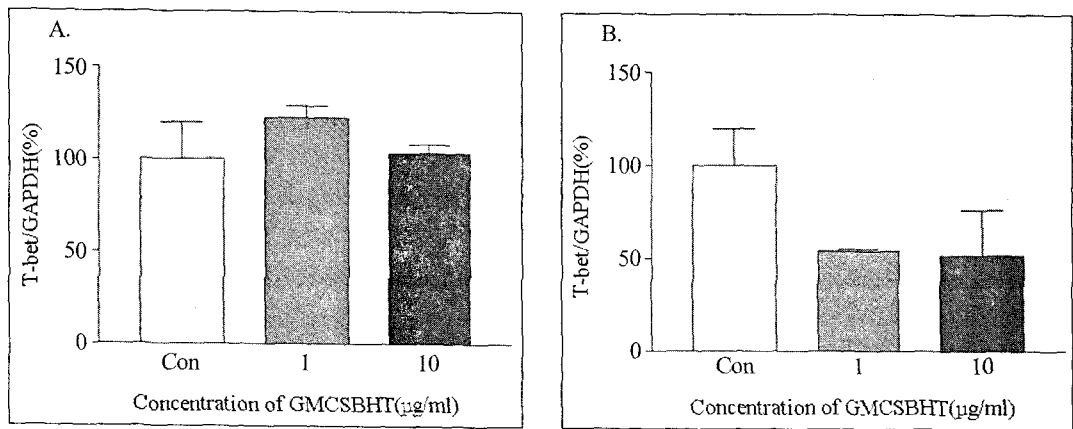 A.
150
100
50
0
T-bet/GAPDH(%)
Con 1 10
Concentration of GMCSBHT(µg/ml)
B.
150
100
50
0
T-bet/GAPDH(%)
Con 1 10
Concentration of GMCSBHT(µg/ml)